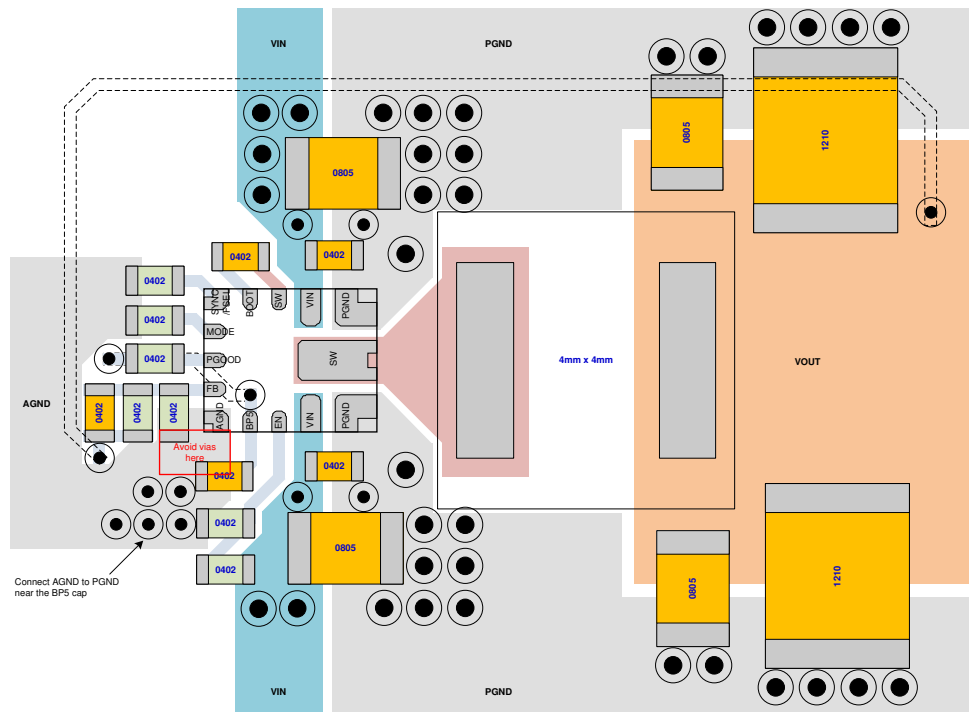 VIN
PGND
0805
1210
0805
0402
0402
0402
SYNC
/PSEL
BOOT
SW
VIN
PGND
0402
MODE
0402
PGOOD
SW
4mm x 4mm
VOUT
FB
AGND
0402
0402
0402
AGND
BP5
EN
VIN
PGND
Avoid vias
here
0402
0402
0402
0805
0402
1210
0805
Connect AGND to PGND
near the BP5 cap
VIN
PGND